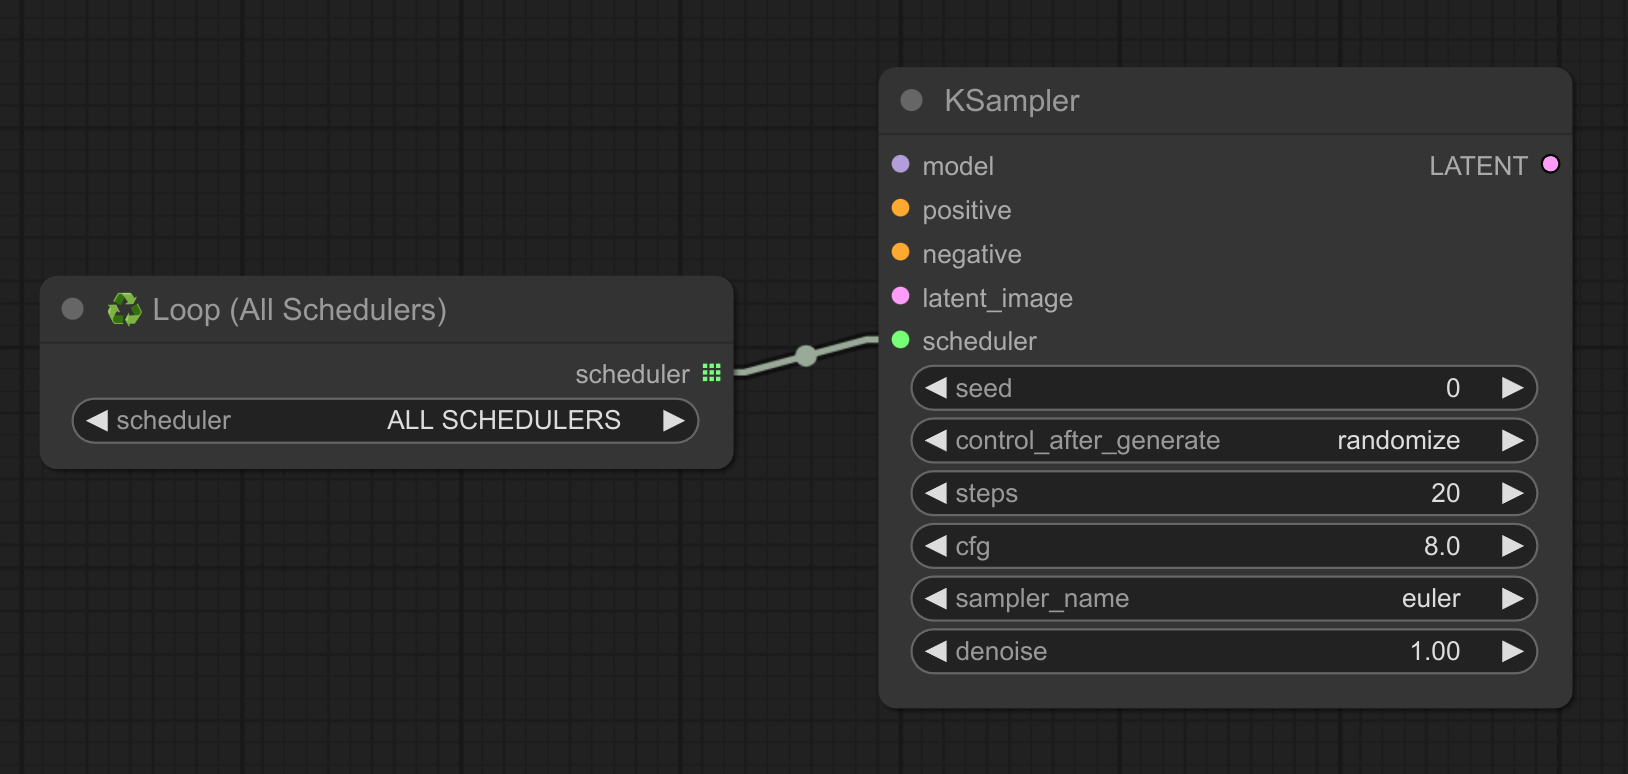 Loop (All Schedulers)
scheduler
scheduler ALL SCHEDULERS
KSampler
model LATENT
positive
negative
latent_image
scheduler
seed 0
control_after_generate randomize
steps 20
cfg 8.0
sampler_name euler
denoise 1.00